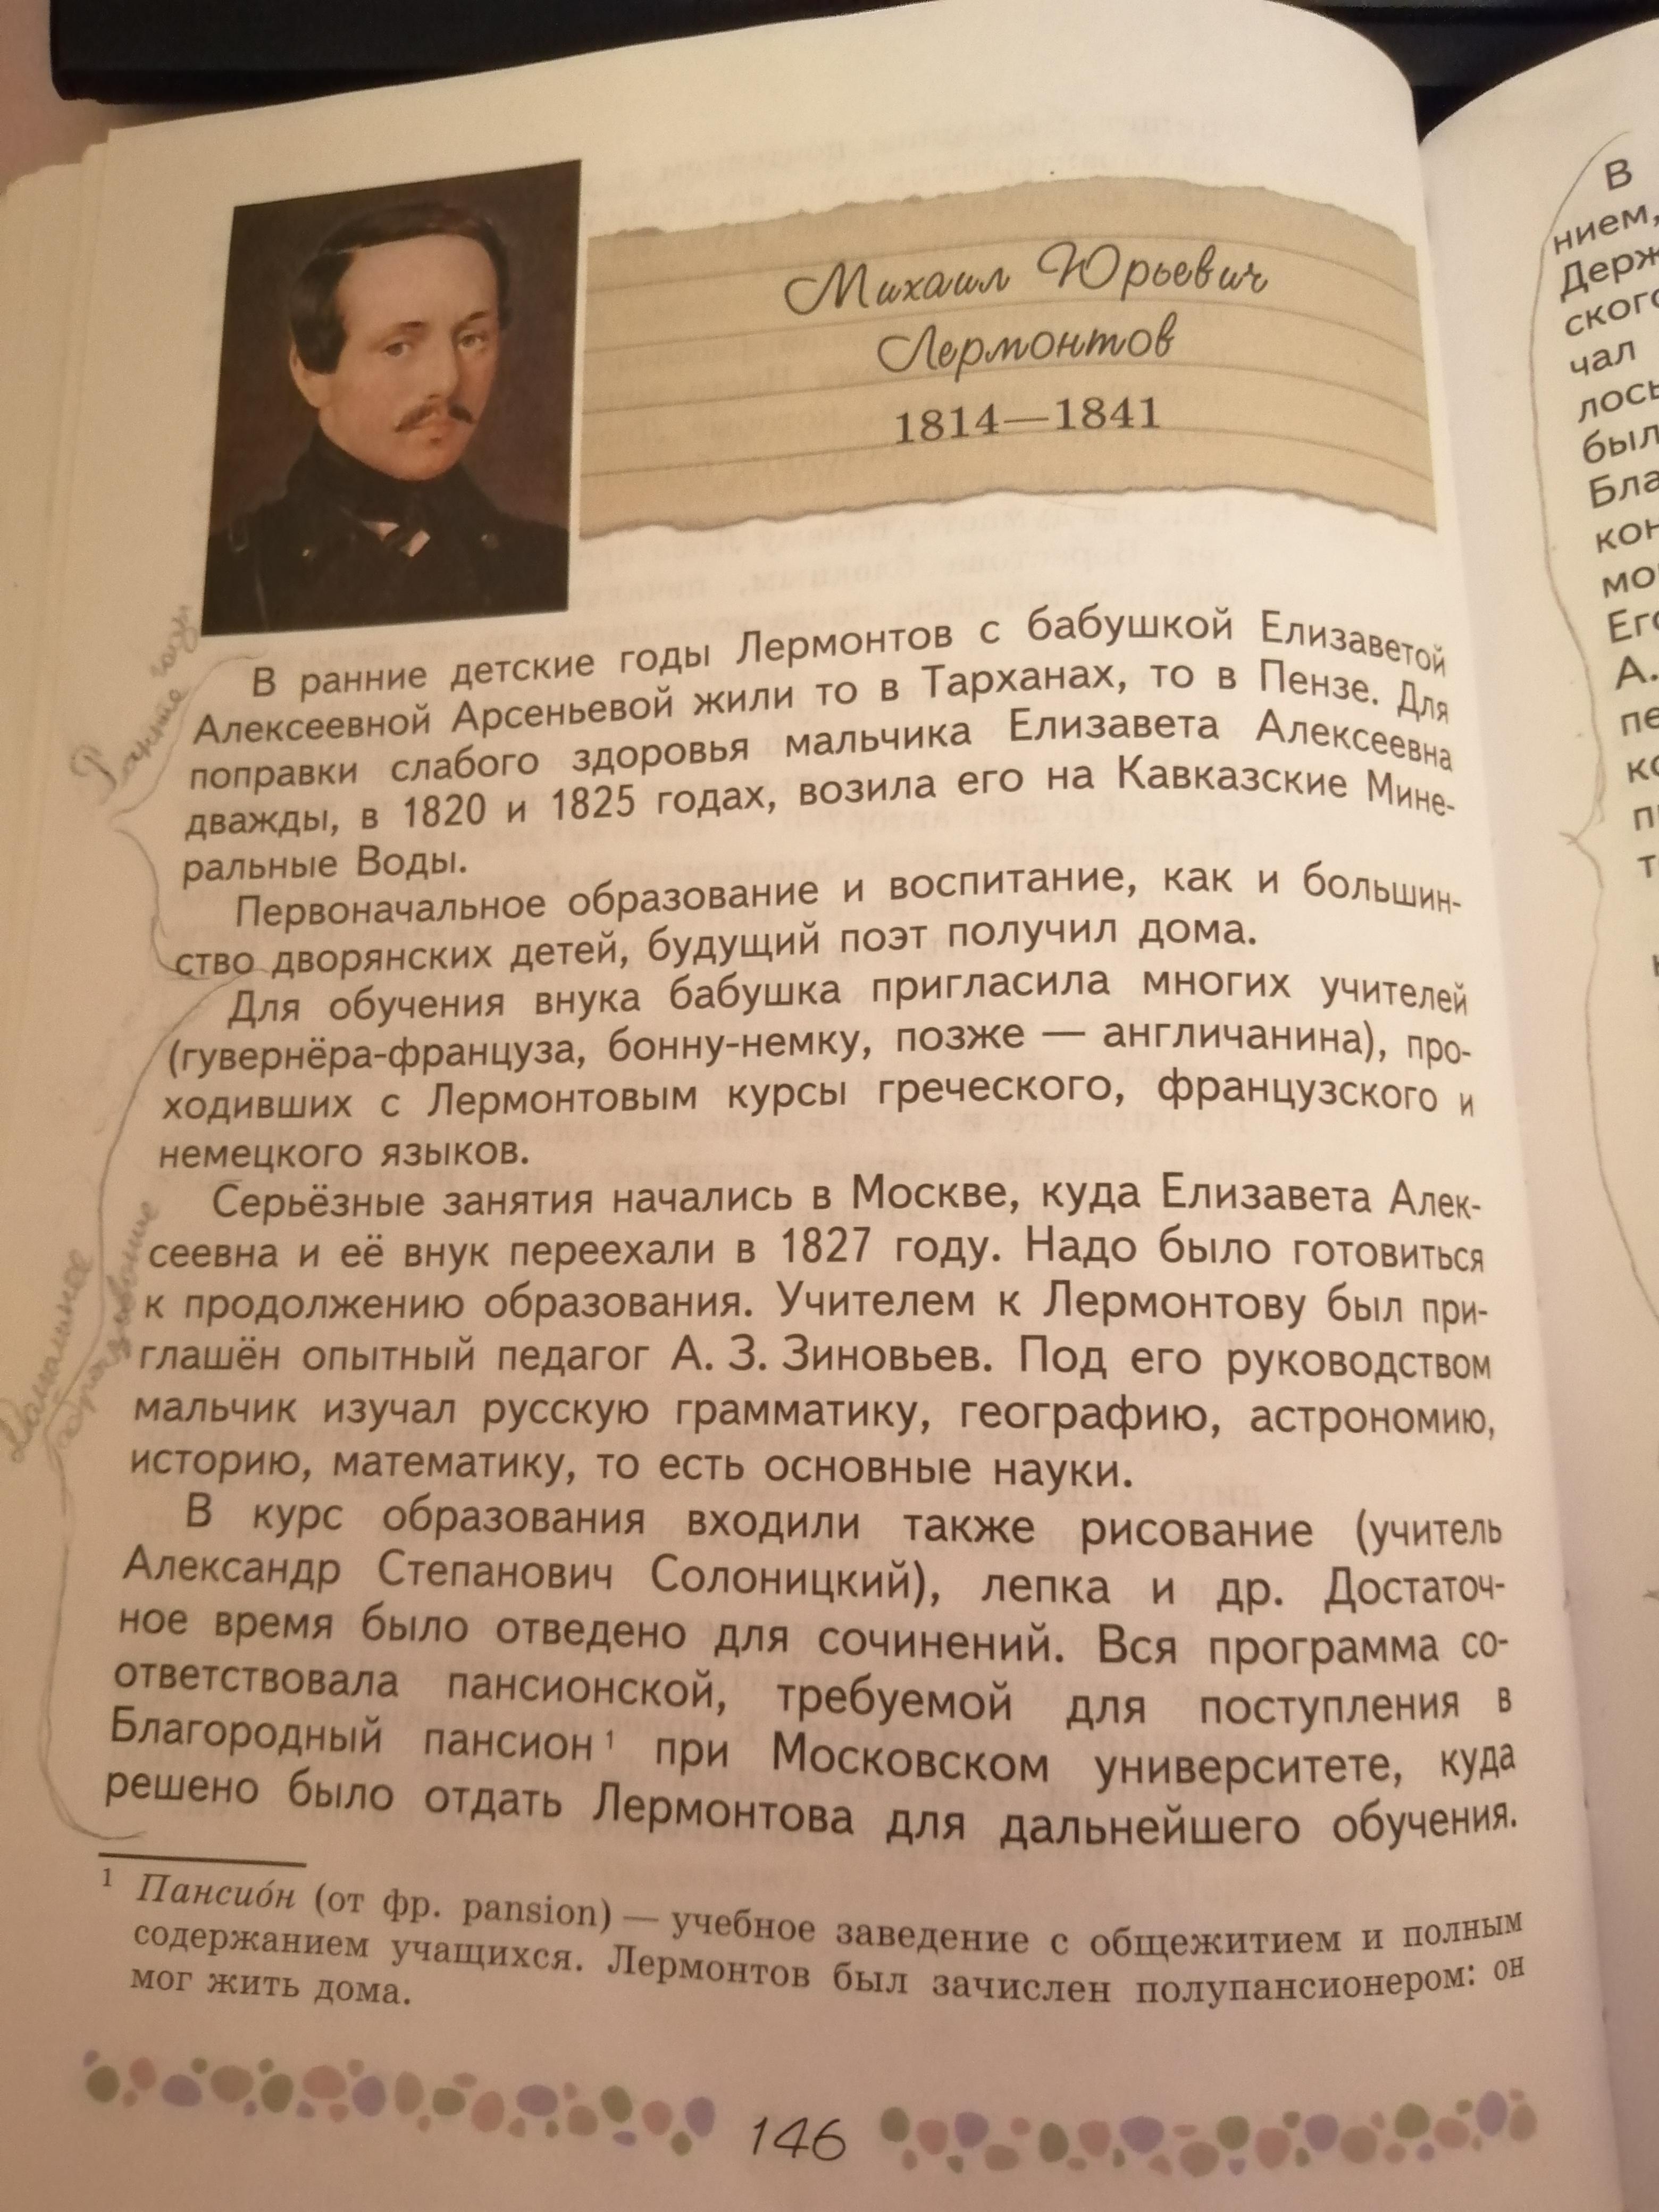 Михаил Юрьевич
Лермонтов
1814—1841
Ранние годы
В ранние детские годы Лермонтов с бабушкой Елизаветой
Алексеевной Арсеньевой жили то в Тарханах, то в Пензе. Для
поправки слабого здоровья мальчика Елизавета Алексеевна
дважды, в 1820 и 1825 годах, возила его на Кавказские Мине-
ральные Воды.
Первоначальное образование и воспитание, как и большин-
ство дворянских детей, будущий поэт получил дома.
Для обучения внука бабушка пригласила многих учителей
(гувернёра-француза, бонну-немку, позже — англичанина), про-
ходивших с Лермонтовым курсы греческого, французского и
немецкого языков.
Серьёзные занятия начались в Москве, куда Елизавета Алек-
сеевна и её внук переехали в 1827 году. Надо было готовиться
к продолжению образования. Учителем к Лермонтову был при-
глашён опытный педагог А. З. Зиновьев. Под его руководством
мальчик изучал русскую грамматику, географию, астрономию,
историю, математику, то есть основные науки.
В курс образования входили также рисование (учитель
Александр Степанович Солоницкий), лепка и др. Достаточ-
ное время было отведено для сочинений. Вся программа со-
ответствовала пансионской, требуемой для поступления в
Благородный пансион¹ при Московском университете, куда
решено было отдать Лермонтова для дальнейшего обучения.
образование
¹ Пансио́н (от фр. pansion) — учебное заведение с общежитием и полным
содержанием учащихся. Лермонтов был зачислен полупансионером: он
мог жить дома.
146
В
нием,
чал